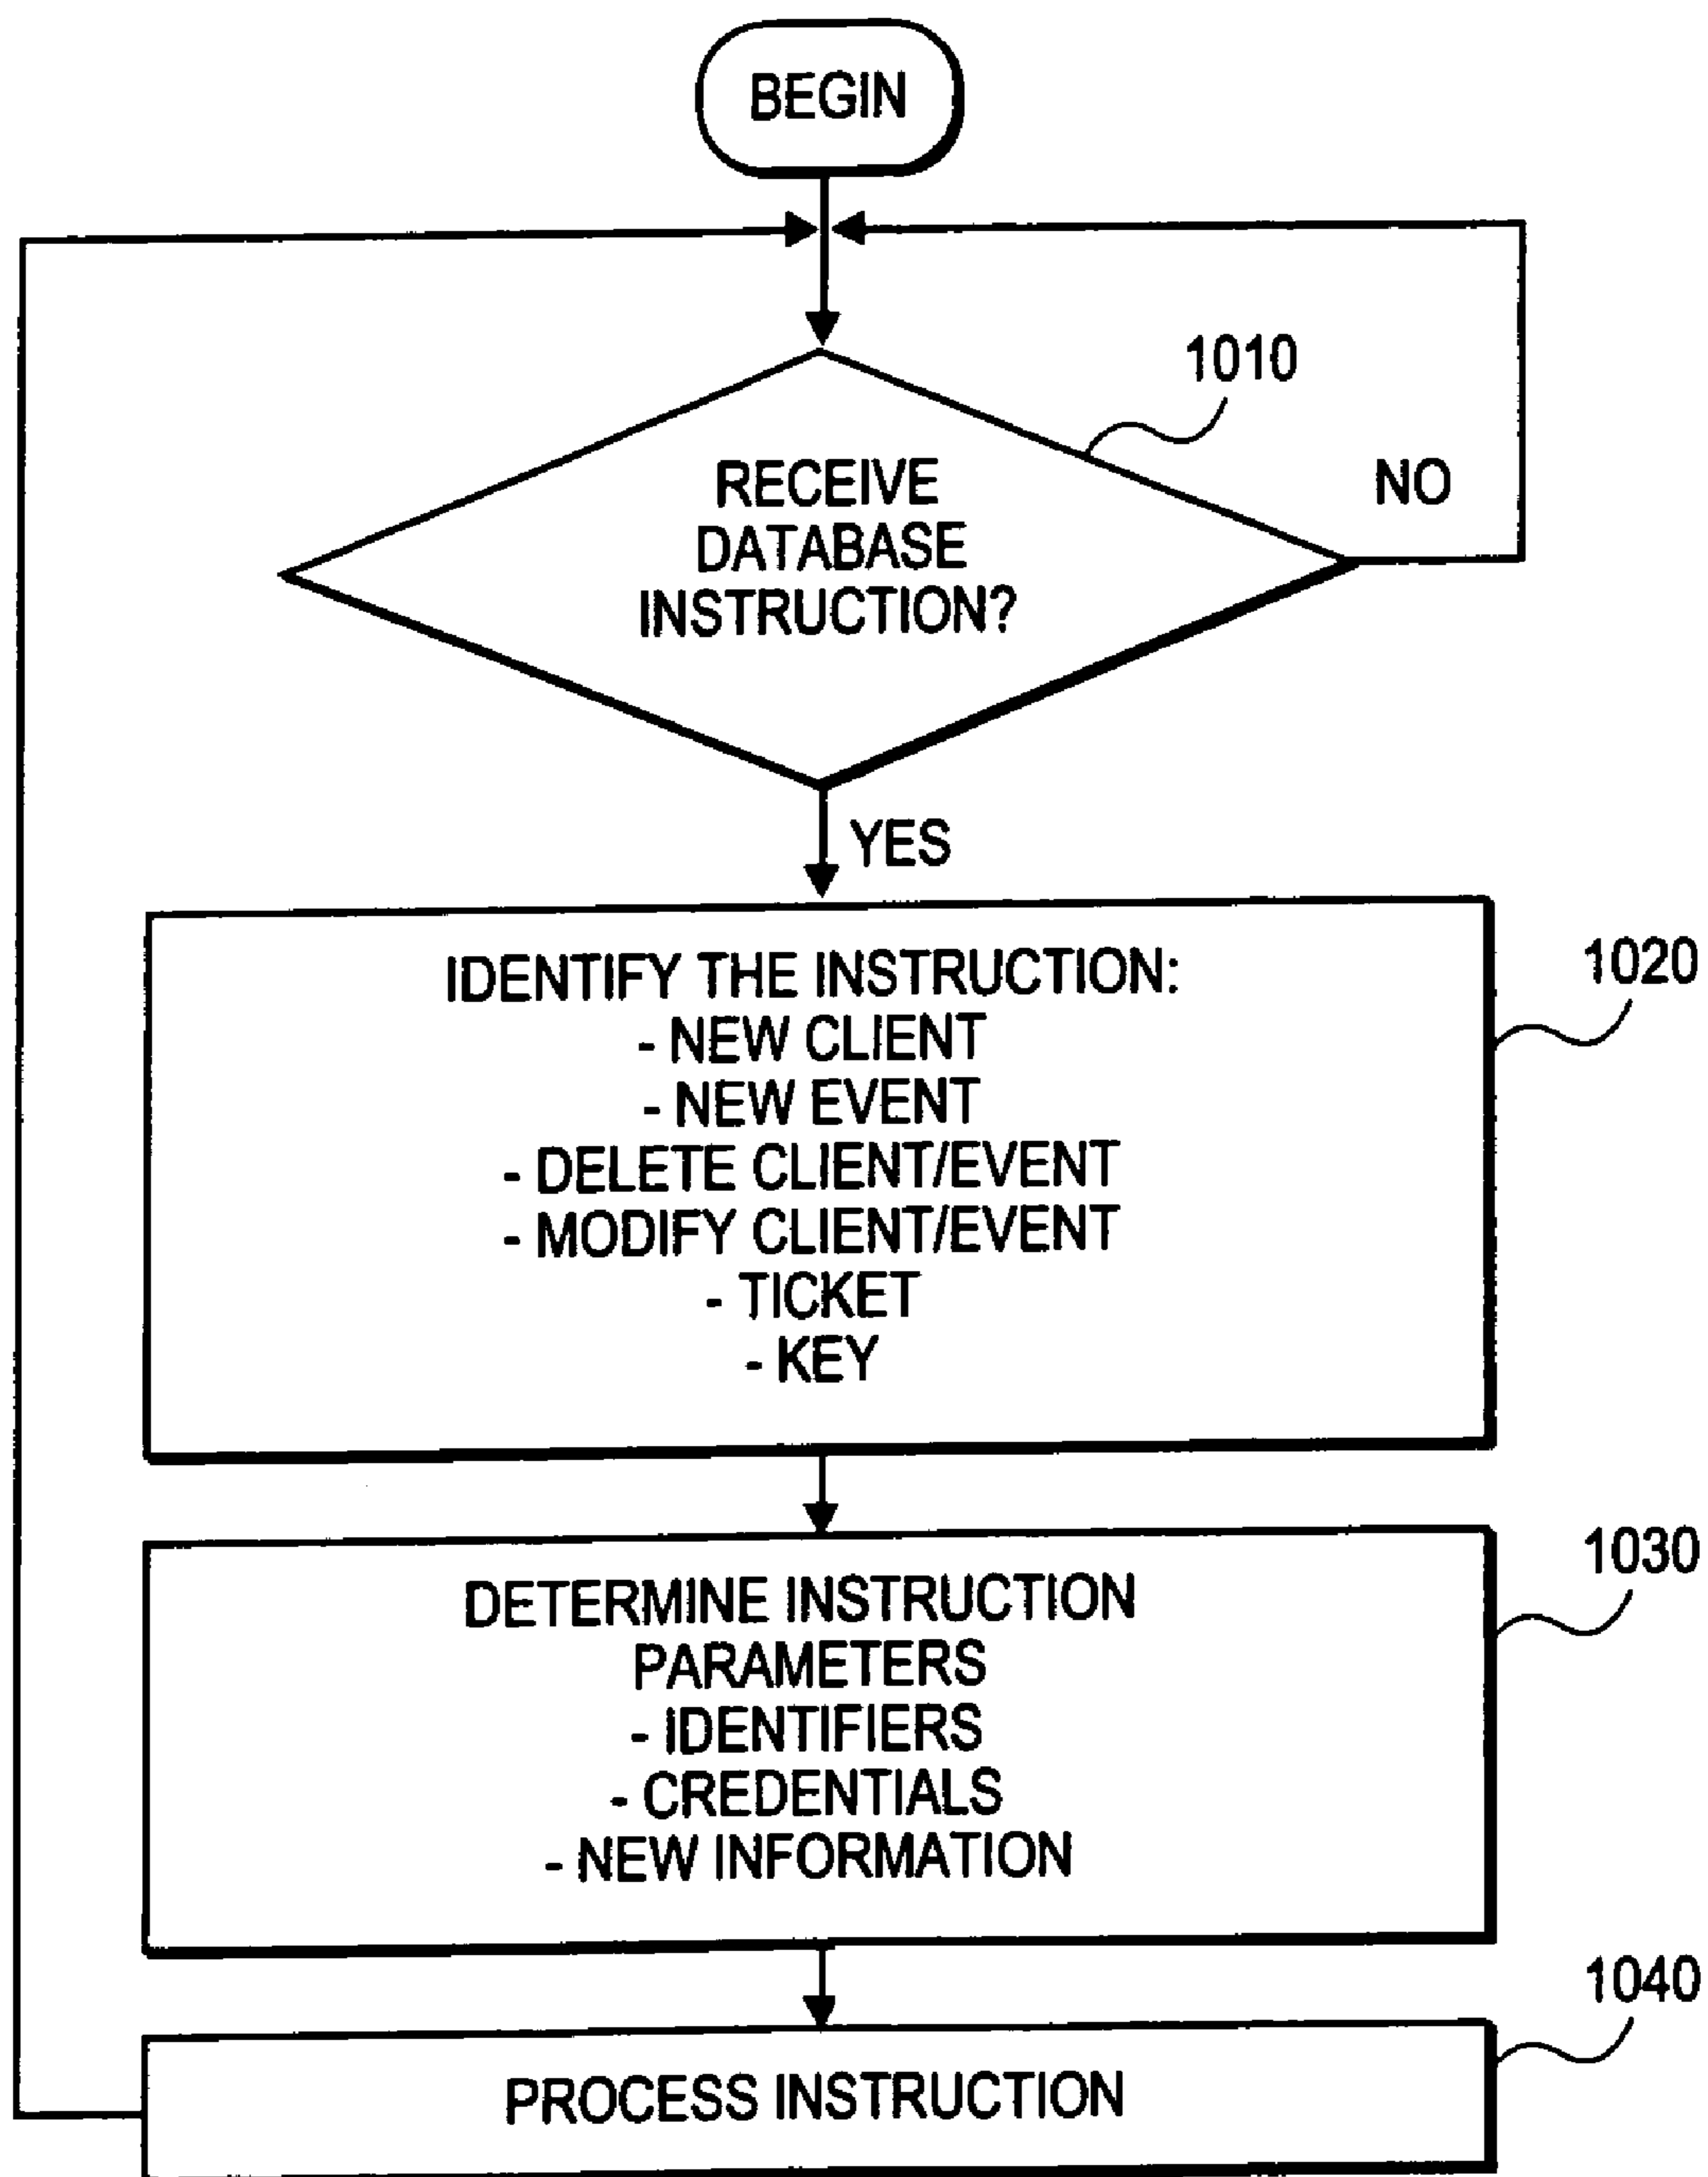 BEGIN
1010
RECEIVE
DATABASE
INSTRUCTION?
NO
YES
1020
IDENTIFY THE INSTRUCTION:
- NEW CLIENT
- NEW EVENT
- DELETE CLIENT/EVENT
- MODIFY CLIENT/EVENT
- TICKET
- KEY
1030
DETERMINE INSTRUCTION
PARAMETERS
- IDENTIFIERS
- CREDENTIALS
- NEW INFORMATION
1040
PROCESS INSTRUCTION